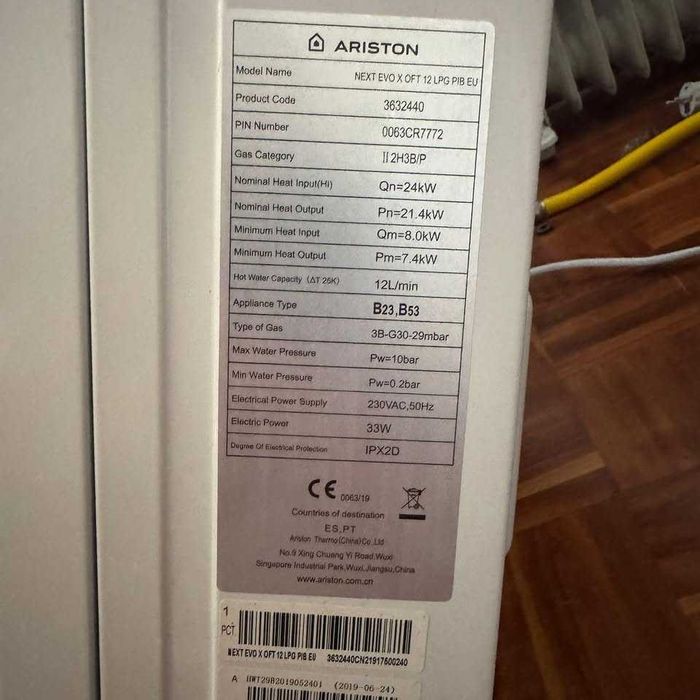 ARISTON
Model Name NEXT EVO X OFT 12 LPG PIB EU
Product Code 3632440
PIN Number 0063CR7772
Gas Category II 2H3B/P
Nominal Heat Input(Hi) Qn=24kW
Nominal Heat Output Pn=21.4kW
Minimum Heat Input Qm=8.0kW
Minimum Heat Output Pm=7.4kW
Hot Water Capacity (ΔT 25K) 12L/min
Appliance Type B23,B53
Type of Gas 3B-G30-29mbar
Max Water Pressure Pw=10bar
Min Water Pressure Pw=0.2bar
Electrical Power Supply 230VAC,50Hz
Electric Power 33W
Degree Of Electrical Protection IPX2D
CE 0063/19
Countries of destination
ES,PT
Ariston Thermo(China)Co.,Ltd
No.9 Xing Chuang Yi Road,Wuxi
Singapore Industrial Park,Wuxi,Jiangsu,China
www.ariston.com.cn
1
PCT.
NEXT EVO X OFT 12 LPG PIB EU 3632440CN21917500240
A HWT29B2019052401 (2019-06-24)